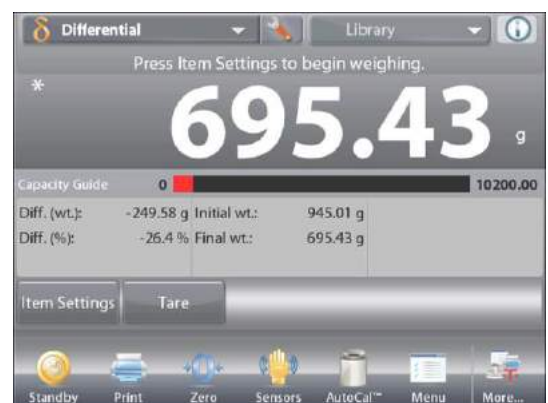 δ Differential Library i
Press Item Settings to begin weighing.
*
695.43 g
Capacity Guide 0 10200.00
Diff. (wt.): -249.58 g Initial wt.: 945.01 g
Diff. (%): -26.4 % Final wt.: 695.43 g
Item Settings Tare
Standby Print Zero Sensors AutoCal™ Menu More...